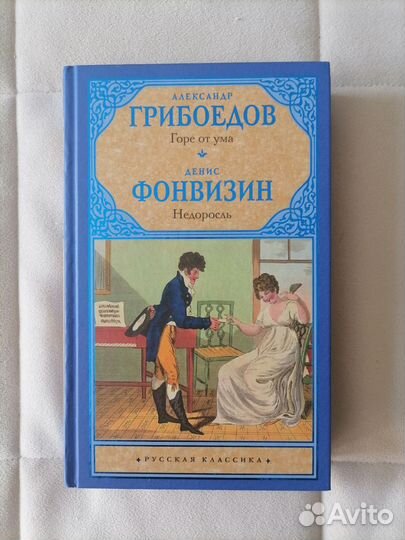 АЛЕКСАНДР
ГРИБОЕДОВ
Горе от ума
ДЕНИС
ФОНВИЗИН
Недоросль
РУССКАЯ КЛАССИКА
Avito